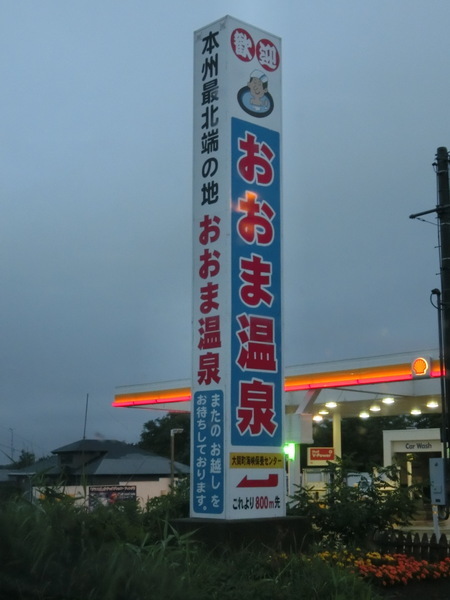 歓迎
おおま温泉
大間町海峡保養センター
これより800m先
本州最北端の地
おおま温泉
またのお越しを
お待ちしております。
V-Power
Car Wash